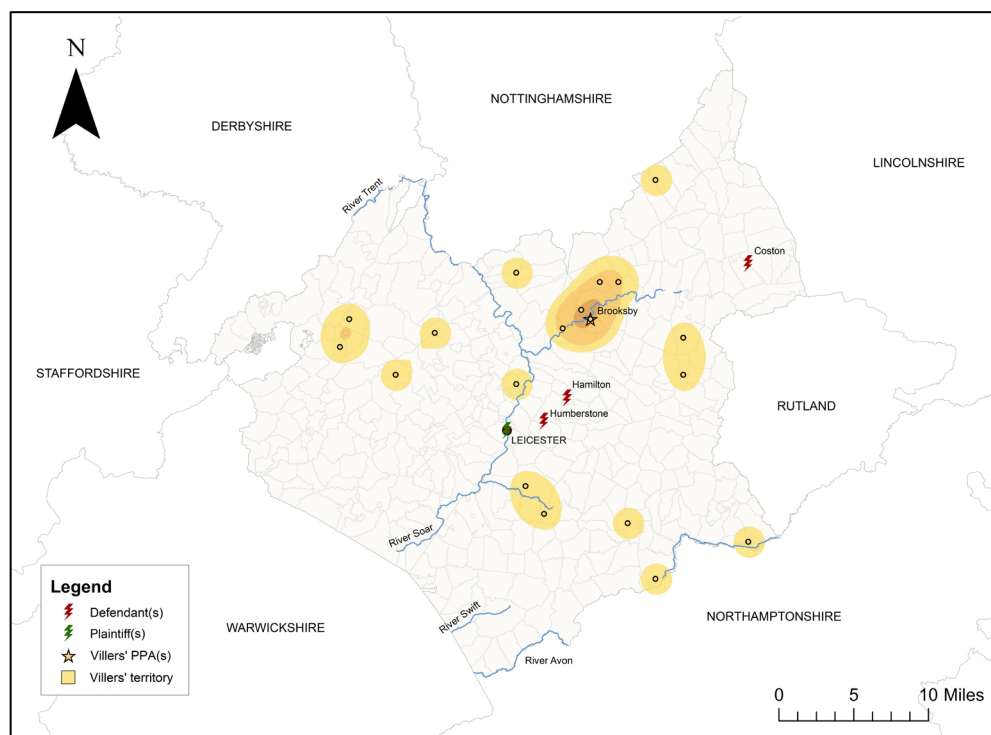 N
NOTTINGHAMSHIRE
DERBYSHIRE
LINCOLNSHIRE
River Trent
Coston
Brooksby
STAFFORDSHIRE
Hamilton
RUTLAND
Humberstone
LEICESTER
River Soar
Legend
Defendant(s)
Plaintiff(s)
Villers' PPA(s)
Villers' territory
River Swift
WARWICKSHIRE
NORTHAMPTONSHIRE
River Avon
0 5 10 Miles